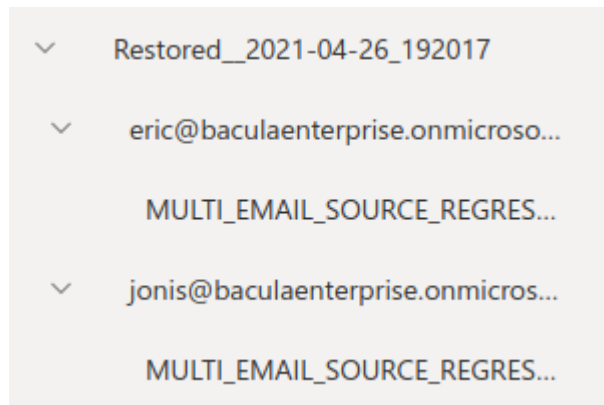 Restored__2021-04-26_192017
eric@baculaenterprise.onmicroso...
MULTI_EMAIL_SOURCE_REGRES...
jonis@baculaenterprise.onmicros...
MULTI_EMAIL_SOURCE_REGRES...